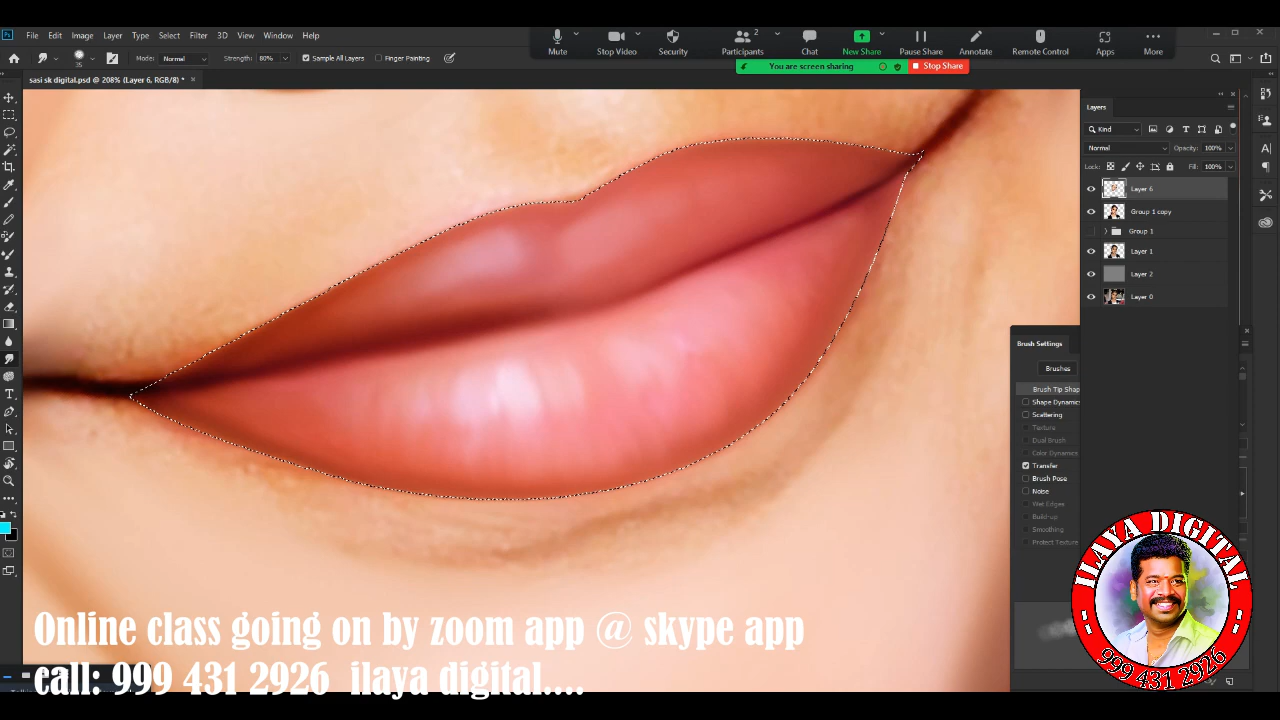 File Edit Image Layer Type Select Filter 3D View Window Help
Mute Stop Video Security Participants 2 Chat New Share Pause Share Annotate Remote Control Apps More
You are screen sharing Stop Share
Mode: Normal Strength: 80% Sample All Layers Finger Painting
sasi sk digital.psd @ 208% (Layer 6, RGB/8) *
Layers
Kind
Normal Opacity: 100%
Lock: Fill: 100%
Layer 6
Group 1 copy
Group 1
Layer 1
Layer 2
Layer 0
Brush Settings
Brushes
Brush Tip Shap
Shape Dynamics
Scattering
Texture
Dual Brush
Color Dynamics
Transfer
Brush Pose
Noise
Wet Edges
Build-up
Smoothing
Protect Texture
ILAYA DIGITAL
999 431 2926
Online class going on by zoom app @ skype app
call: 999 431 2926 ilaya digital....